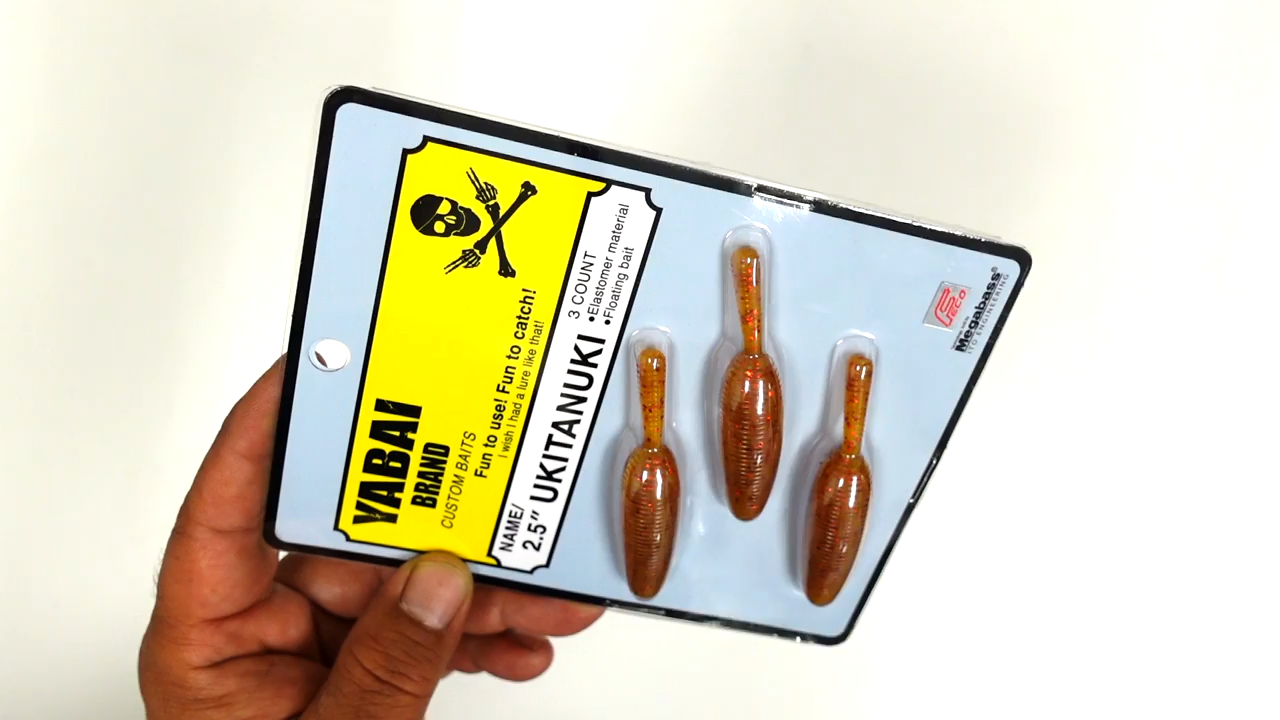 YABAI
BRAND
CUSTOM BAITS
Fun to use! Fun to catch!
I wish I had a lure like that!
NAME/
2.5" UKITANUKI
3 COUNT
•Elastomer material
•Floating bait
ECO
Megabass®
ITO ENGINEERING